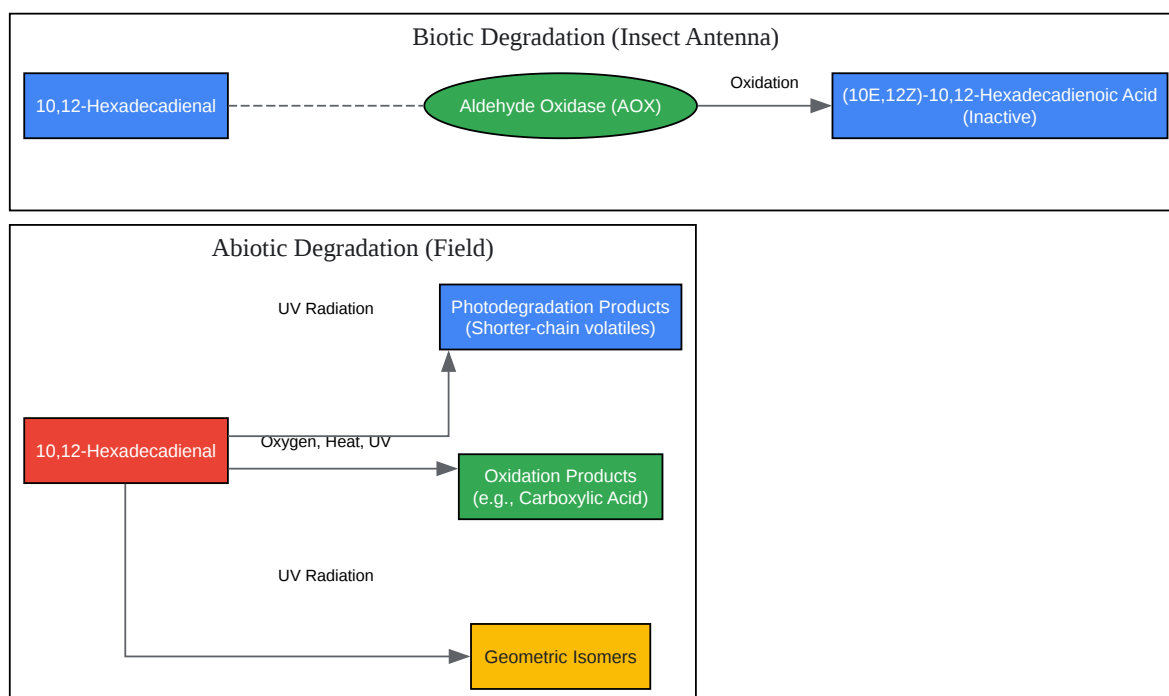 Biotic Degradation (Insect Antenna)
10,12-Hexadecadienal
Aldehyde Oxidase (AOX)
Oxidation
(10E,12Z)-10,12-Hexadecadienoic Acid
(Inactive)
Abiotic Degradation (Field)
UV Radiation
Photodegradation Products
(Shorter-chain volatiles)
10,12-Hexadecadienal
Oxygen, Heat, UV
Oxidation Products
(e.g., Carboxylic Acid)
UV Radiation
Geometric Isomers